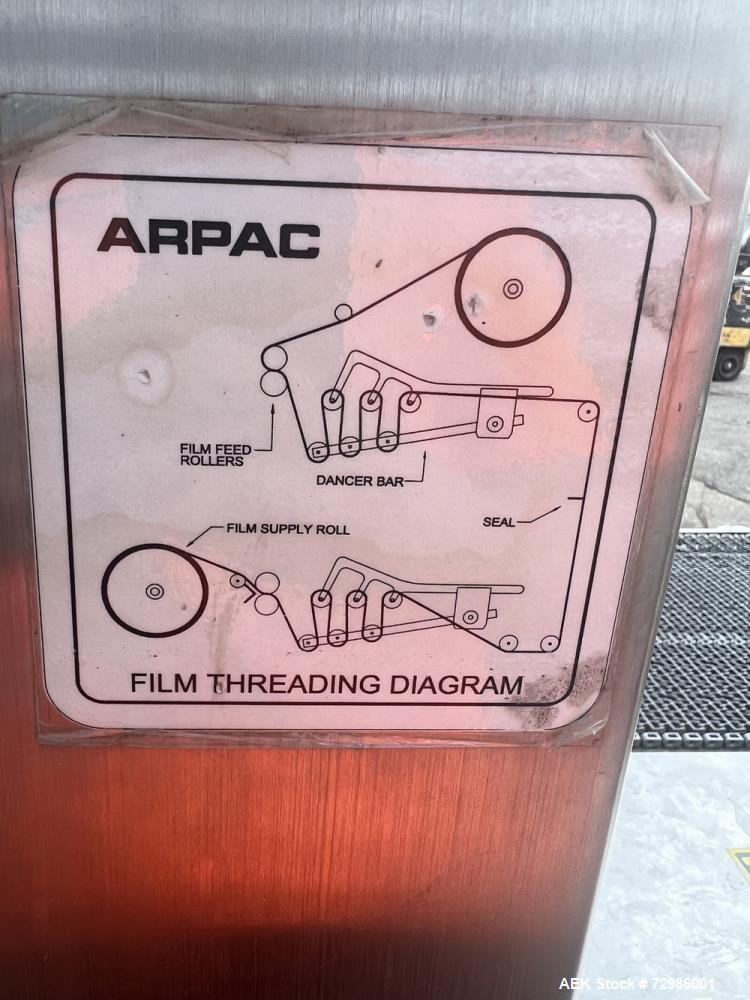 ARPAC
FILM FEED
ROLLERS
DANCER BAR
SEAL
FILM SUPPLY ROLL
FILM THREADING DIAGRAM
AEK Stock # 72986001